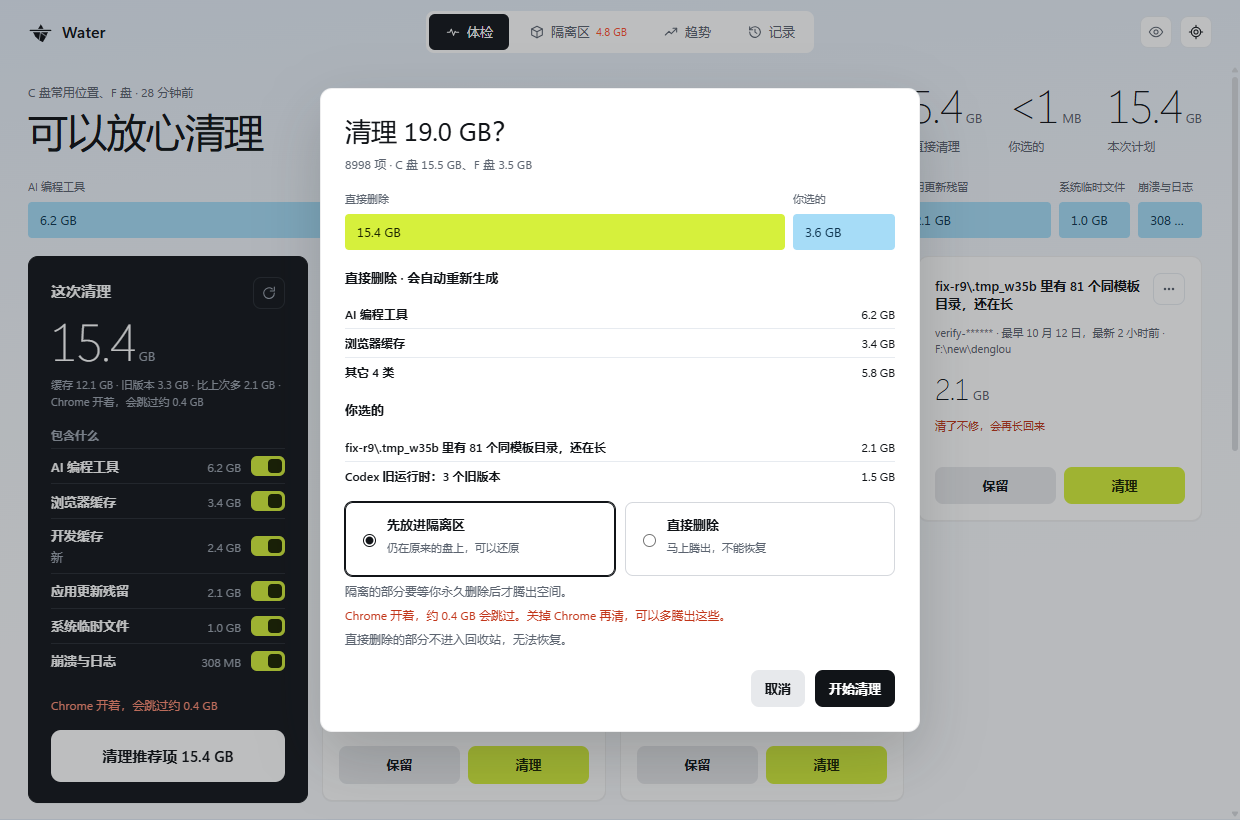 Water
体检
隔离区 4.8 GB
趋势
记录
C 盘常用位置、F 盘 · 28 分钟前
可以放心清理
5.4 GB
直接清理
<1 MB
你选的
15.4 GB
本次计划
AI 编程工具
6.2 GB
更新残留
.1 GB
系统临时文件
1.0 GB
崩溃与日志
308 ...
这次清理
15.4 GB
缓存 12.1 GB · 旧版本 3.3 GB · 比上次多 2.1 GB ·
Chrome 开着，会跳过约 0.4 GB
包含什么
AI 编程工具 6.2 GB
浏览器缓存 3.4 GB
开发缓存 2.4 GB
新
应用更新残留 2.1 GB
系统临时文件 1.0 GB
崩溃与日志 308 MB
Chrome 开着，会跳过约 0.4 GB
清理推荐项 15.4 GB
清理 19.0 GB？
8998 项 · C 盘 15.5 GB、F 盘 3.5 GB
直接删除
你选的
15.4 GB
3.6 GB
直接删除 · 会自动重新生成
AI 编程工具 6.2 GB
浏览器缓存 3.4 GB
其它 4 类 5.8 GB
你选的
fix-r9\.tmp_w35b 里有 81 个同模板目录，还在长 2.1 GB
Codex 旧运行时：3 个旧版本 1.5 GB
先放进隔离区
仍在原来的盘上，可以还原
直接删除
马上腾出，不能恢复
隔离的部分要等你永久删除后才腾出空间。
Chrome 开着，约 0.4 GB 会跳过。关掉 Chrome 再清，可以多腾出这些。
直接删除的部分不进入回收站，无法恢复。
取消
开始清理
fix-r9\.tmp_w35b 里有 81 个同模板
目录，还在长
verify-****** · 最早 10 月 12 日，最新 2 小时前 ·
F:\new\denglou
2.1 GB
清了不修，会再长回来
保留
清理
保留
清理
保留
清理